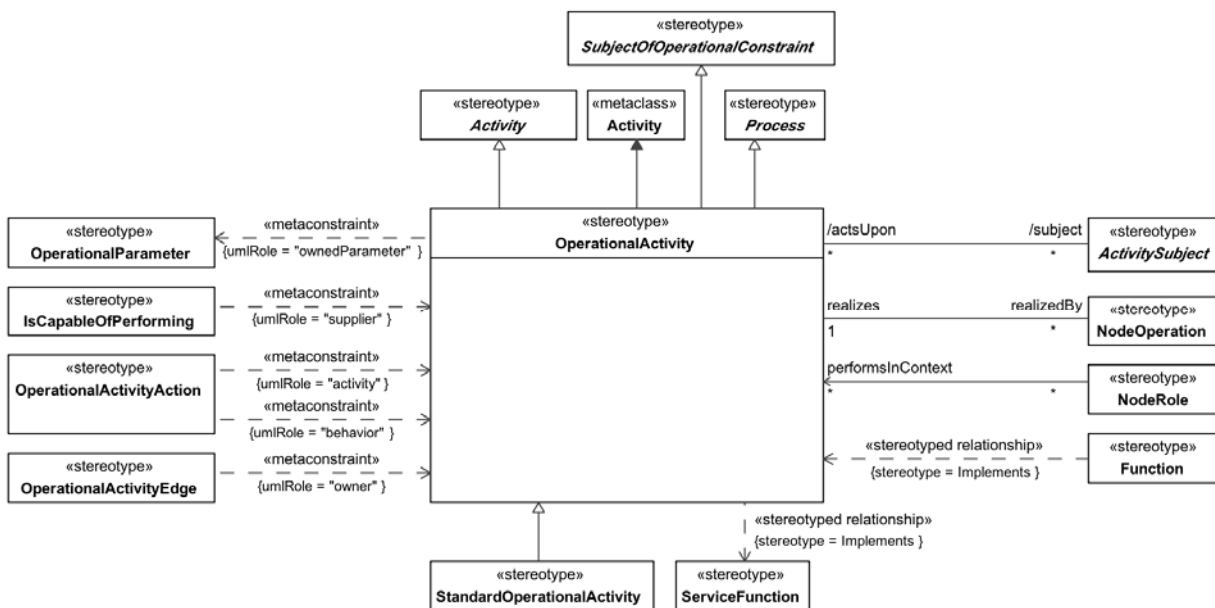 «stereotype»
SubjectOfOperationalConstraint
«stereotype»
Activity
«metaclass»
Activity
«stereotype»
Process
«stereotype»
OperationalParameter
«metaconstraint»
{umlRole = "ownedParameter" }
«stereotype»
IsCapableOfPerforming
«metaconstraint»
{umlRole = "supplier" }
«stereotype»
OperationalActivityAction
«metaconstraint»
{umlRole = "activity" }
«metaconstraint»
{umlRole = "behavior" }
«stereotype»
OperationalActivityEdge
«metaconstraint»
{umlRole = "owner" }
«stereotype»
OperationalActivity
/actsUpon
/subject
*
*
«stereotype»
ActivitySubject
realizes
realizedBy
1
*
«stereotype»
NodeOperation
performsInContext
*
*
«stereotype»
NodeRole
«stereotyped relationship»
{stereotype = Implements }
«stereotype»
Function
«stereotyped relationship»
{stereotype = Implements }
«stereotype»
StandardOperationalActivity
«stereotype»
ServiceFunction